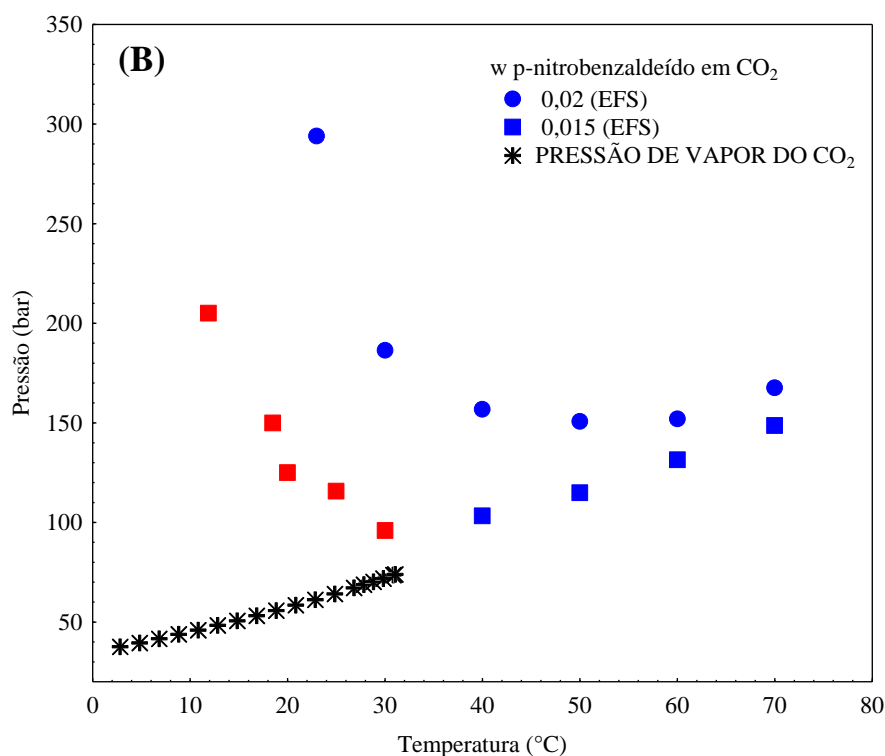 350
300
250
200
150
100
50
Pressão (bar)
(B)
w p-nitrobenzaldeído em CO₂
0,02 (EFS)
0,015 (EFS)
PRESSÃO DE VAPOR DO CO₂
0 10 20 30 40 50 60 70 80
Temperatura (°C)